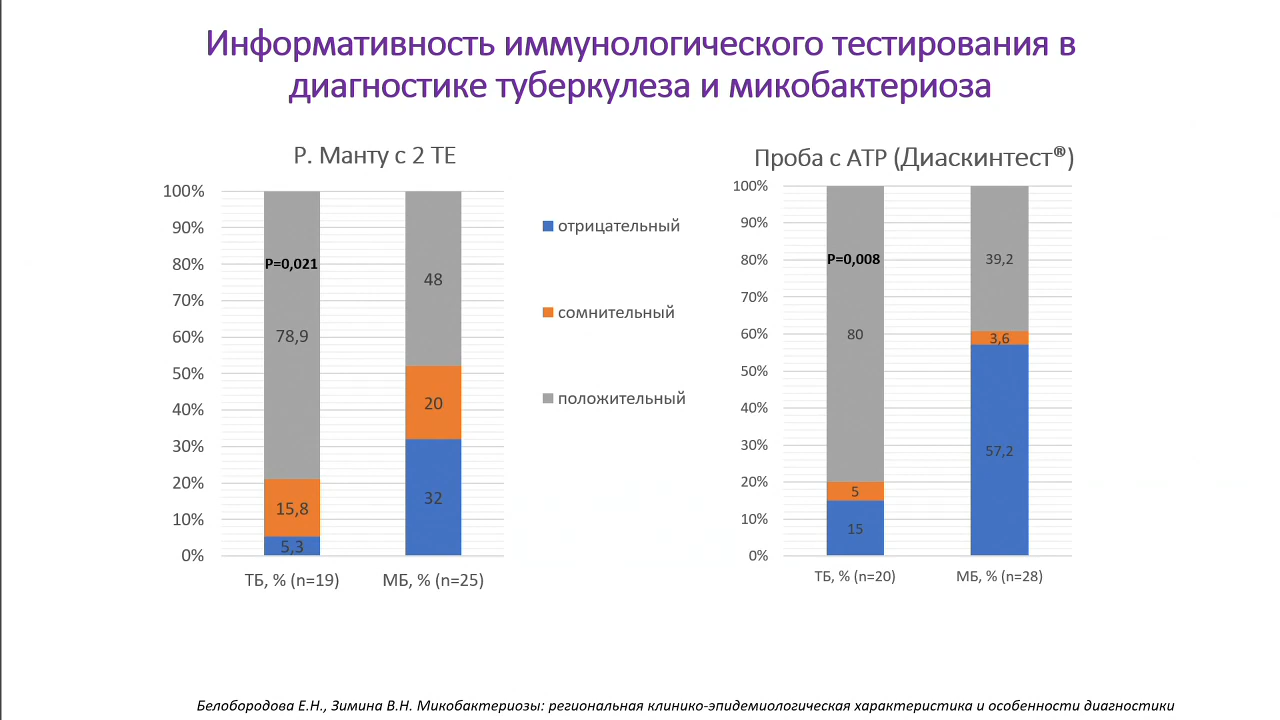 Информативность иммунологического тестирования в
диагностике туберкулеза и микобактериоза
Р. Манту с 2 ТЕ
100%
90%
80%
70%
60%
50%
40%
30%
20%
10%
0%
P=0,021
78,9
15,8
5,3
48
20
32
ТБ, % (n=19)
МБ, % (n=25)
отрицательный
сомнительный
положительный
Проба с АТР (Диаскинтест®)
100%
90%
80%
70%
60%
50%
40%
30%
20%
10%
0%
P=0,008
80
5
15
39,2
3,6
57,2
ТБ, % (n=20)
МБ, % (n=28)
Белобородова Е.Н., Зимина В.Н. Микобактериозы: региональная клинико-эпидемиологическая характеристика и особенности диагностики